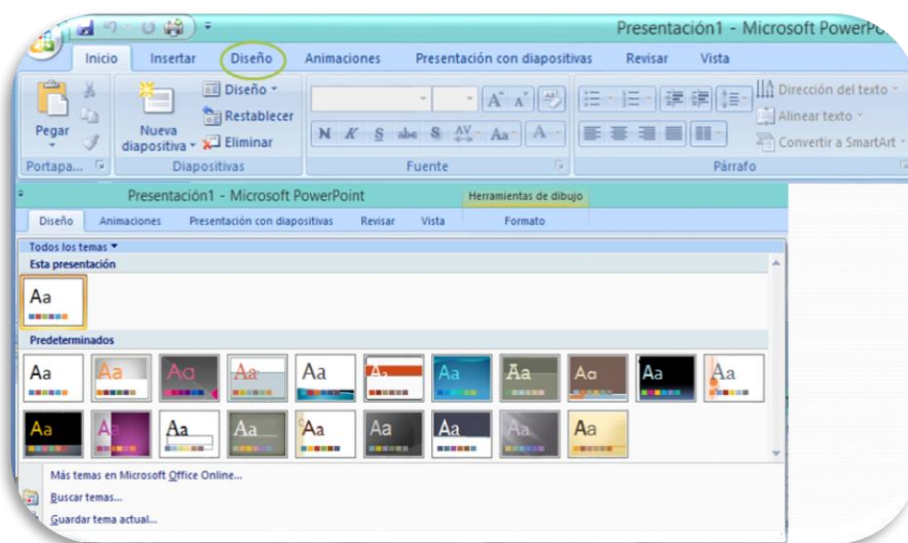 Presentación1 - Microsoft PowerPo
Inicio Insertar Diseño Animaciones Presentación con diapositivas Revisar Vista
Pegar
Portapa...
Nueva diapositiva
Diseño
Restablecer
Eliminar
Diapositivas
N K S abc S AV Aa A
A A
Fuente
Dirección del texto
Alinear texto
Convertir a SmartArt
Párrafo
Presentación1 - Microsoft PowerPoint Herramientas de dibujo
Diseño Animaciones Presentación con diapositivas Revisar Vista Formato
Todos los temas
Esta presentación
Aa
Predeterminados
Aa Aa Aa Aa Aa Aa Aa Aa Aa Aa Aa
Aa Aa Aa Aa Aa Aa Aa Aa Aa
Más temas en Microsoft Office Online...
Buscar temas...
Guardar tema actual...